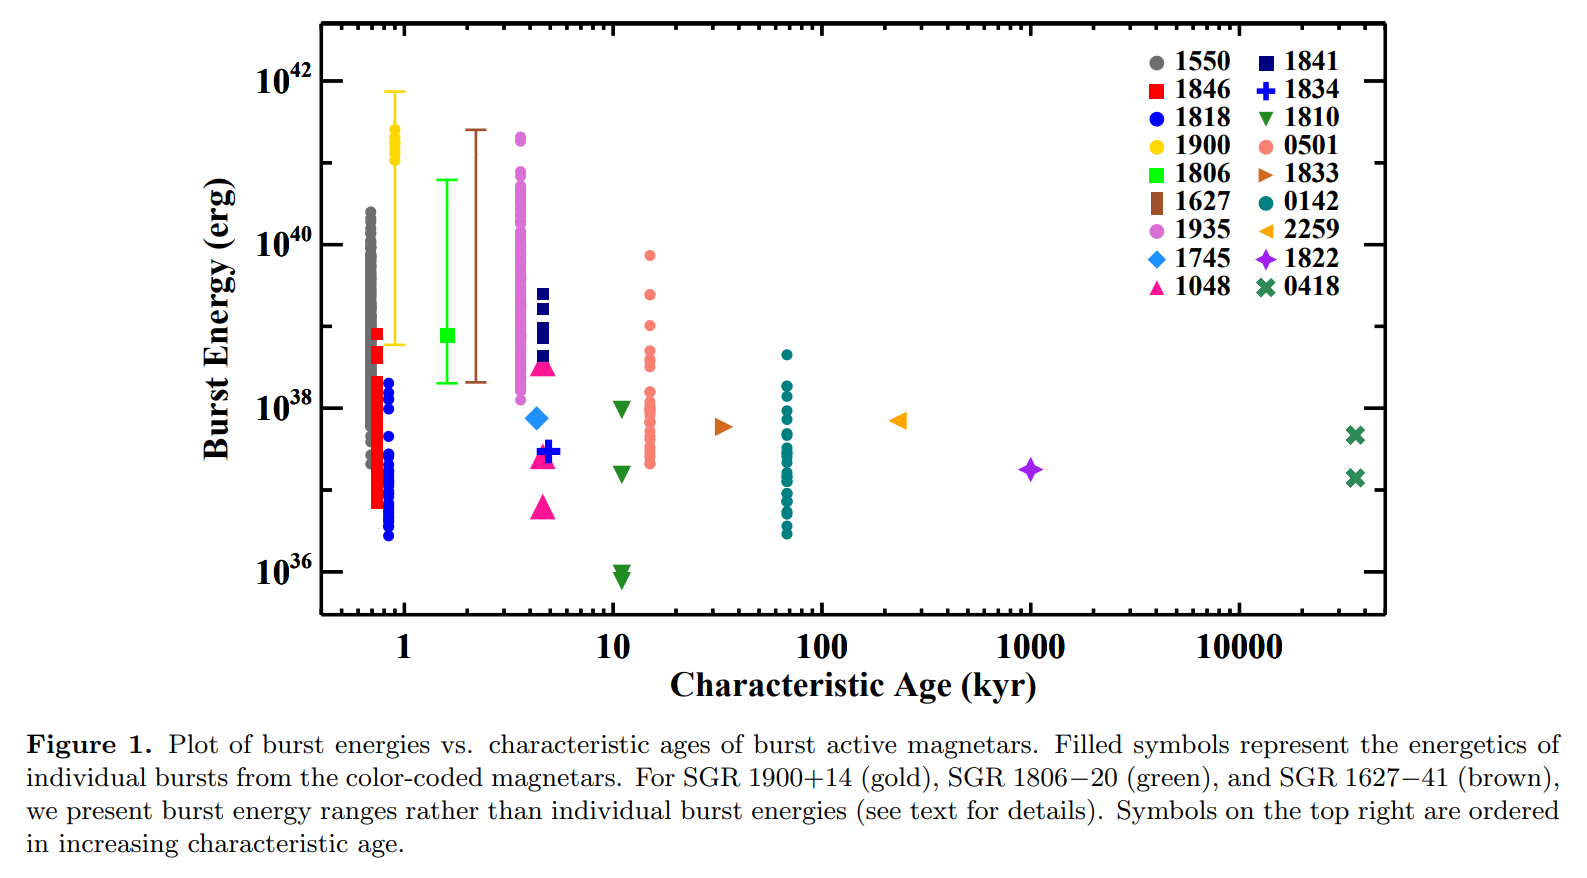 10^42
10^40
10^38
10^36
Burst Energy (erg)
1550 1841
1846 1834
1818 1810
1900 0501
1806 1833
1627 0142
1935 2259
1745 1822
1048 0418
1 10 100 1000 10000
Characteristic Age (kyr)
Figure 1. Plot of burst energies vs. characteristic ages of burst active magnetars. Filled symbols represent the energetics of
individual bursts from the color-coded magnetars. For SGR 1900+14 (gold), SGR 1806−20 (green), and SGR 1627−41 (brown),
we present burst energy ranges rather than individual burst energies (see text for details). Symbols on the top right are ordered
in increasing characteristic age.